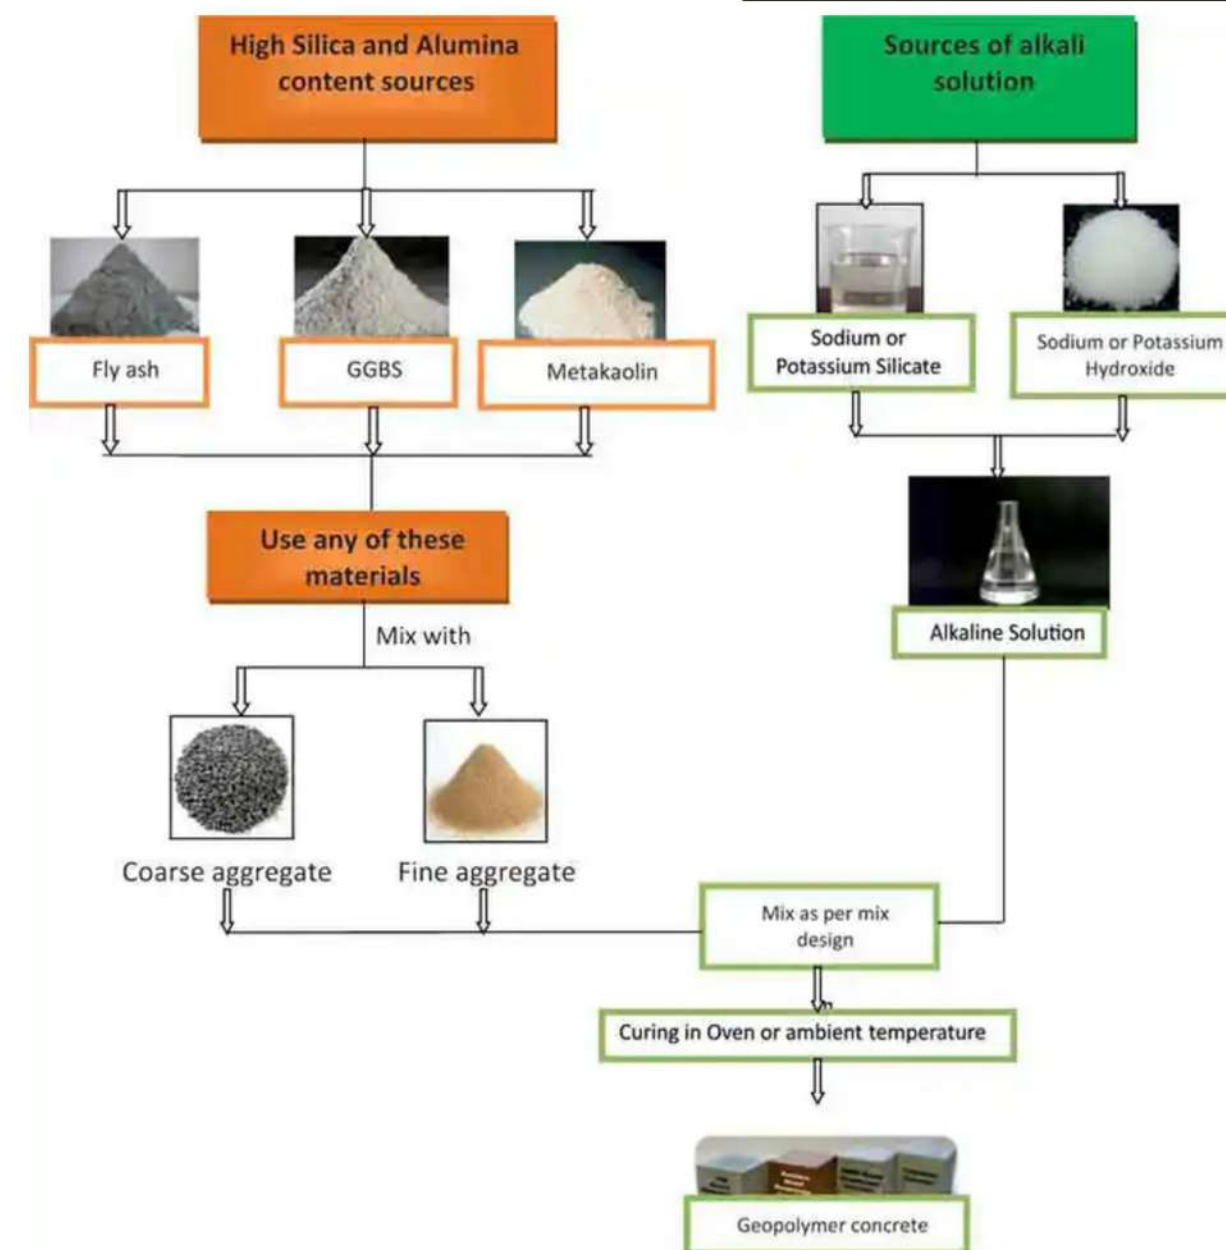 High Silica and Alumina
content sources
Sources of alkali
solution
Fly ash
GGBS
Metakaolin
Sodium or
Potassium Silicate
Sodium or Potassium
Hydroxide
Use any of these
materials
Alkaline Solution
Mix with
Coarse aggregate
Fine aggregate
Mix as per mix
design
Curing in Oven or ambient temperature
Geopolymer concrete